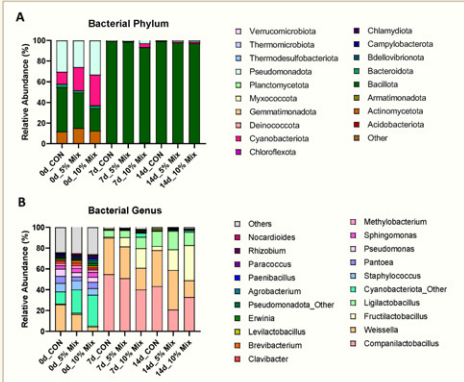 A
Bacterial Phylum
Relative Abundance (%)
100
80
60
40
20
0
0d_CON
0d_5% Mix
0d_10% Mix
7d_CON
7d_5% Mix
7d_10% Mix
14d_CON
14d_5% Mix
14d_10% Mix
Verrucomicrobiota
Thermomicrobiota
Thermodesulfobacteriota
Pseudomonadota
Planctomycetota
Myxococcota
Gemmatimonadota
Deinococcota
Cyanobacteriota
Chloroflexota
Chlamydiota
Campylobacterota
Bdellovibrionota
Bacteroidota
Bacillota
Armatimonadota
Actinomycetota
Acidobacteriota
Other
B
Bacterial Genus
Relative Abundance (%)
100
80
60
40
20
0
0d_CON
0d_5% Mix
0d_10% Mix
7d_CON
7d_5% Mix
7d_10% Mix
14d_CON
14d_5% Mix
14d_10% Mix
Others
Nocardioides
Rhizobium
Paracoccus
Paenibacillus
Agrobacterium
Pseudomonadota_Other
Erwinia
Levilactobacillus
Brevibacterium
Clavibacter
Methylobacterium
Sphingomonas
Pseudomonas
Pantoea
Staphylococcus
Cyanobacteriota_Other
Ligilactobacillus
Fructilactobacillus
Weissella
Companilactobacillus